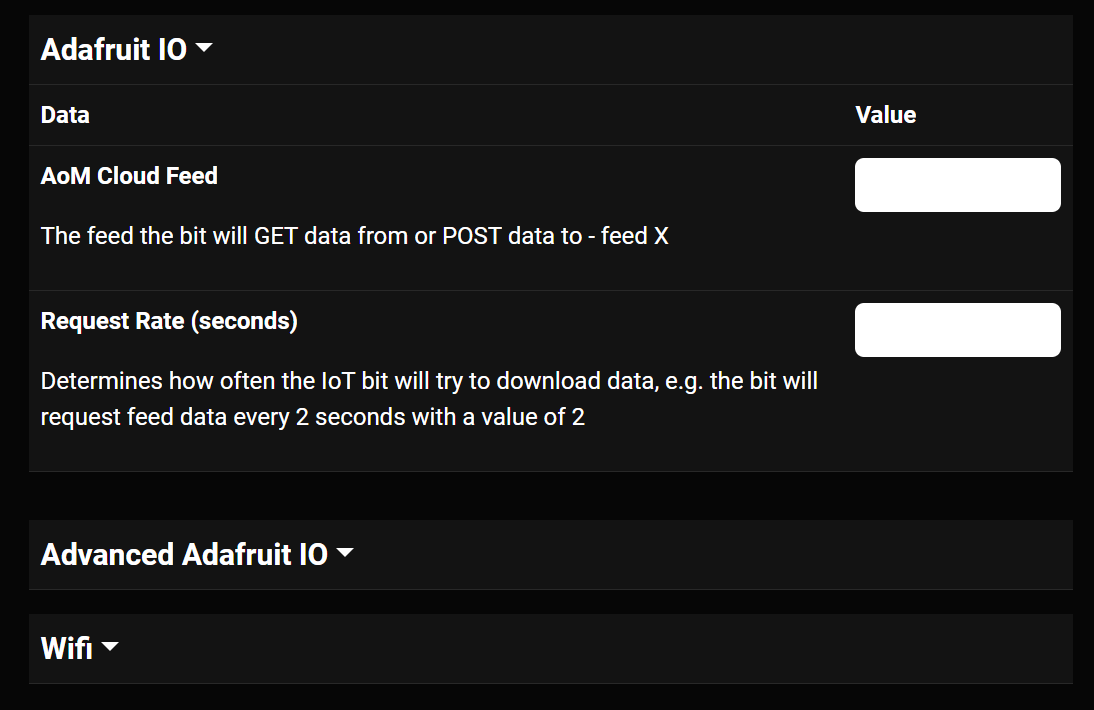 Adafruit IO
Data Value
AoM Cloud Feed
The feed the bit will GET data from or POST data to - feed X
Request Rate (seconds)
Determines how often the IoT bit will try to download data, e.g. the bit will
request feed data every 2 seconds with a value of 2
Advanced Adafruit IO
Wifi